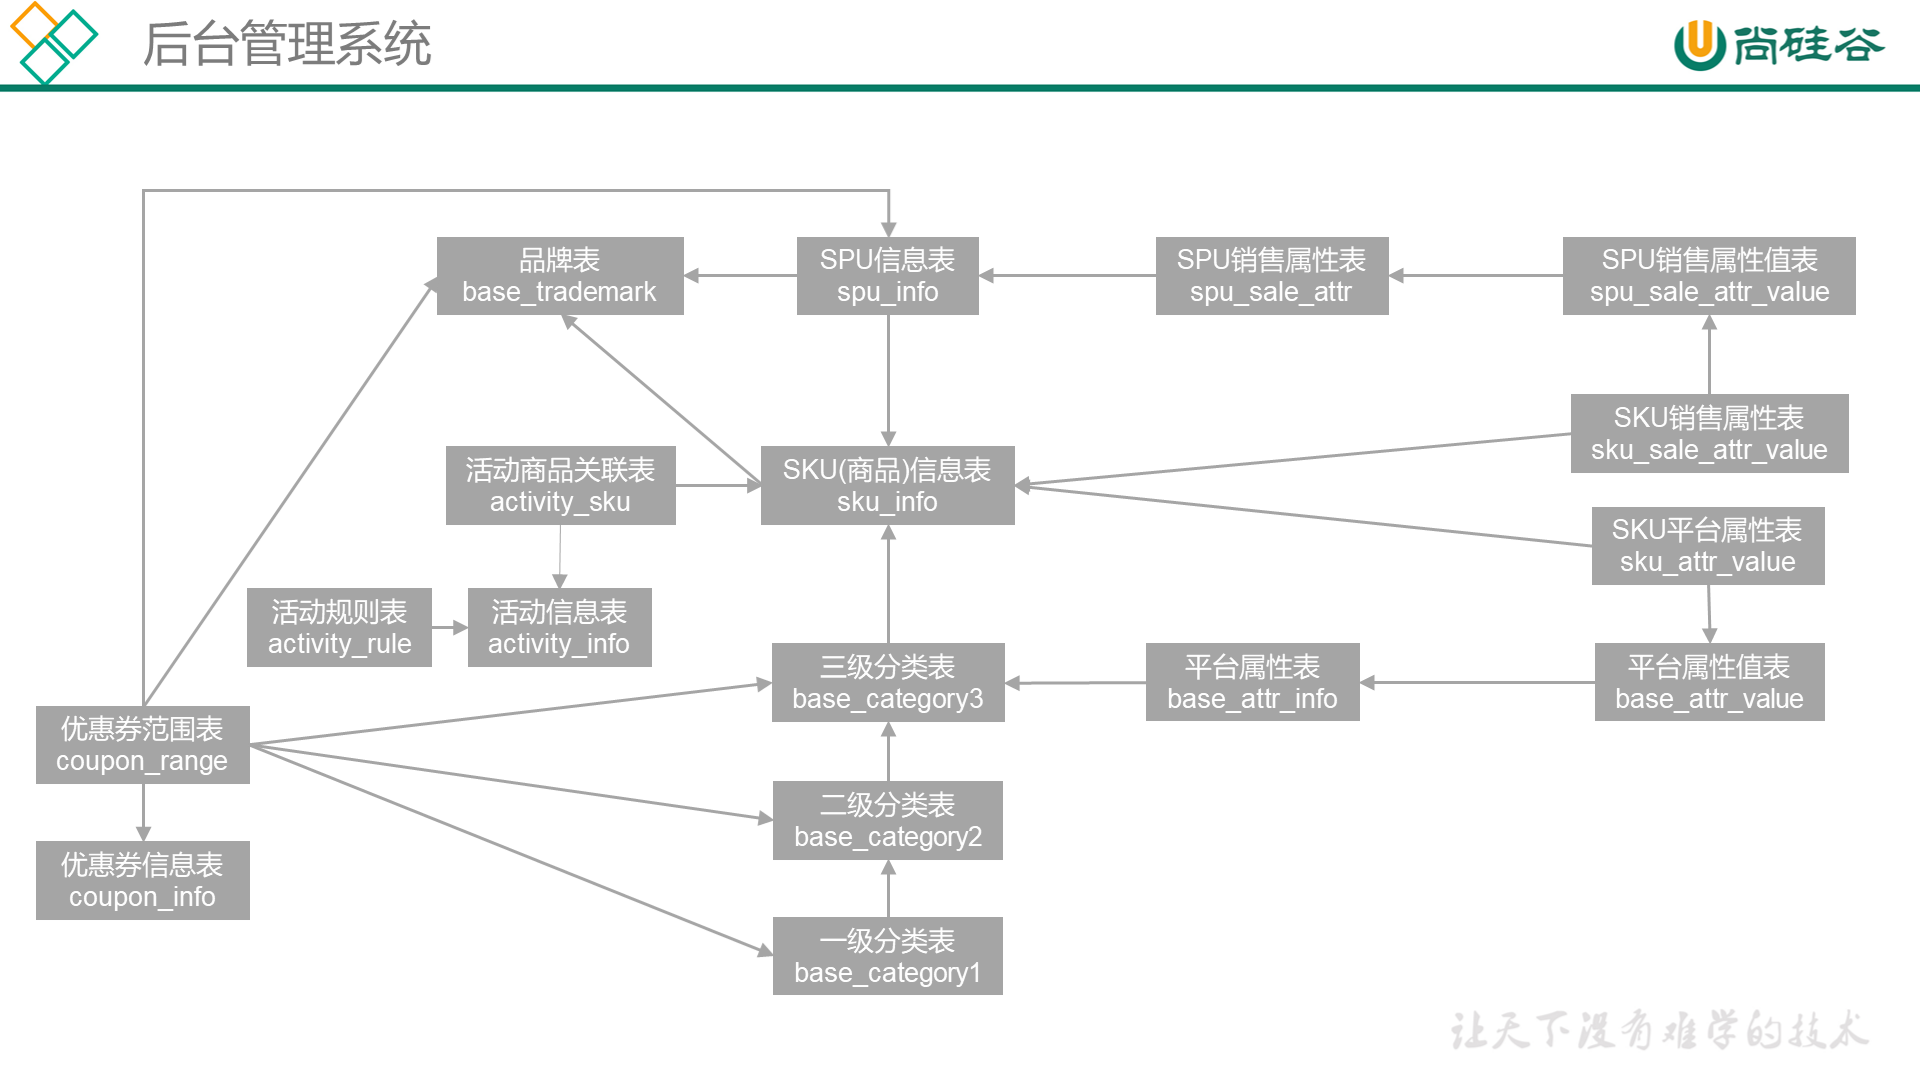 后台管理系统
尚硅谷
品牌表
base_trademark
SPU信息表
spu_info
SPU销售属性表
spu_sale_attr
SPU销售属性值表
spu_sale_attr_value
SKU销售属性表
sku_sale_attr_value
活动商品关联表
activity_sku
SKU(商品)信息表
sku_info
SKU平台属性表
sku_attr_value
活动规则表
activity_rule
活动信息表
activity_info
三级分类表
base_category3
平台属性表
base_attr_info
平台属性值表
base_attr_value
优惠券范围表
coupon_range
二级分类表
base_category2
优惠券信息表
coupon_info
一级分类表
base_category1
让天下没有难学的技术